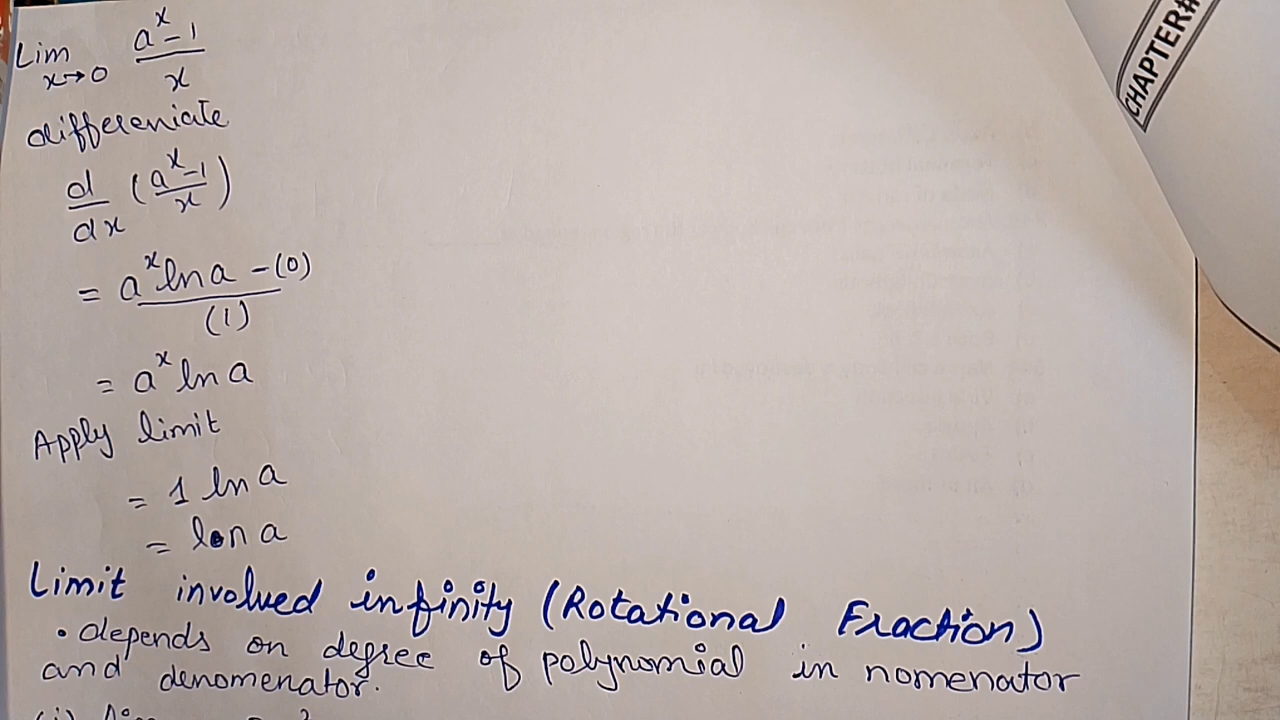 Lim x→0 a^x - 1 / x
differeniate
d/dx (a^x-1 / x)
= a^x ln a - (0) / (1)
= a^x ln a
Apply limit
= 1 ln a
= ln a
Limit involved infinity (Rotational Fraction)
• depends on degree of polynomial in nomenator
and denomenator.
CHAPTER#